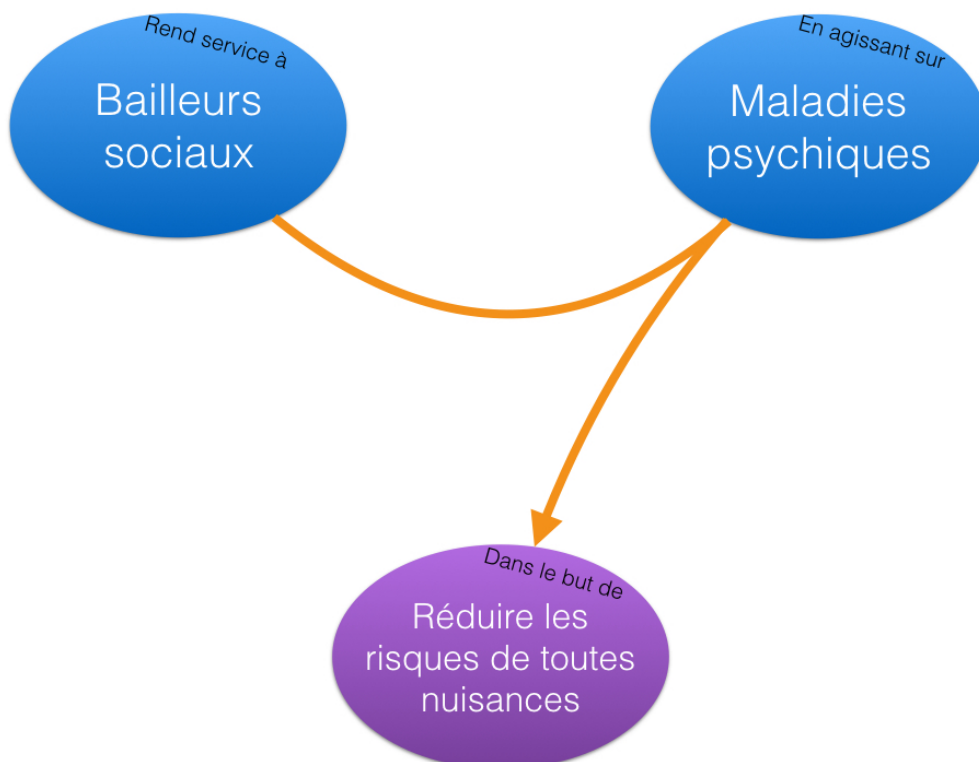 Rend service à
Bailleurs
sociaux
En agissant sur
Maladies
psychiques
Dans le but de
Réduire les
risques de toutes
nuisances